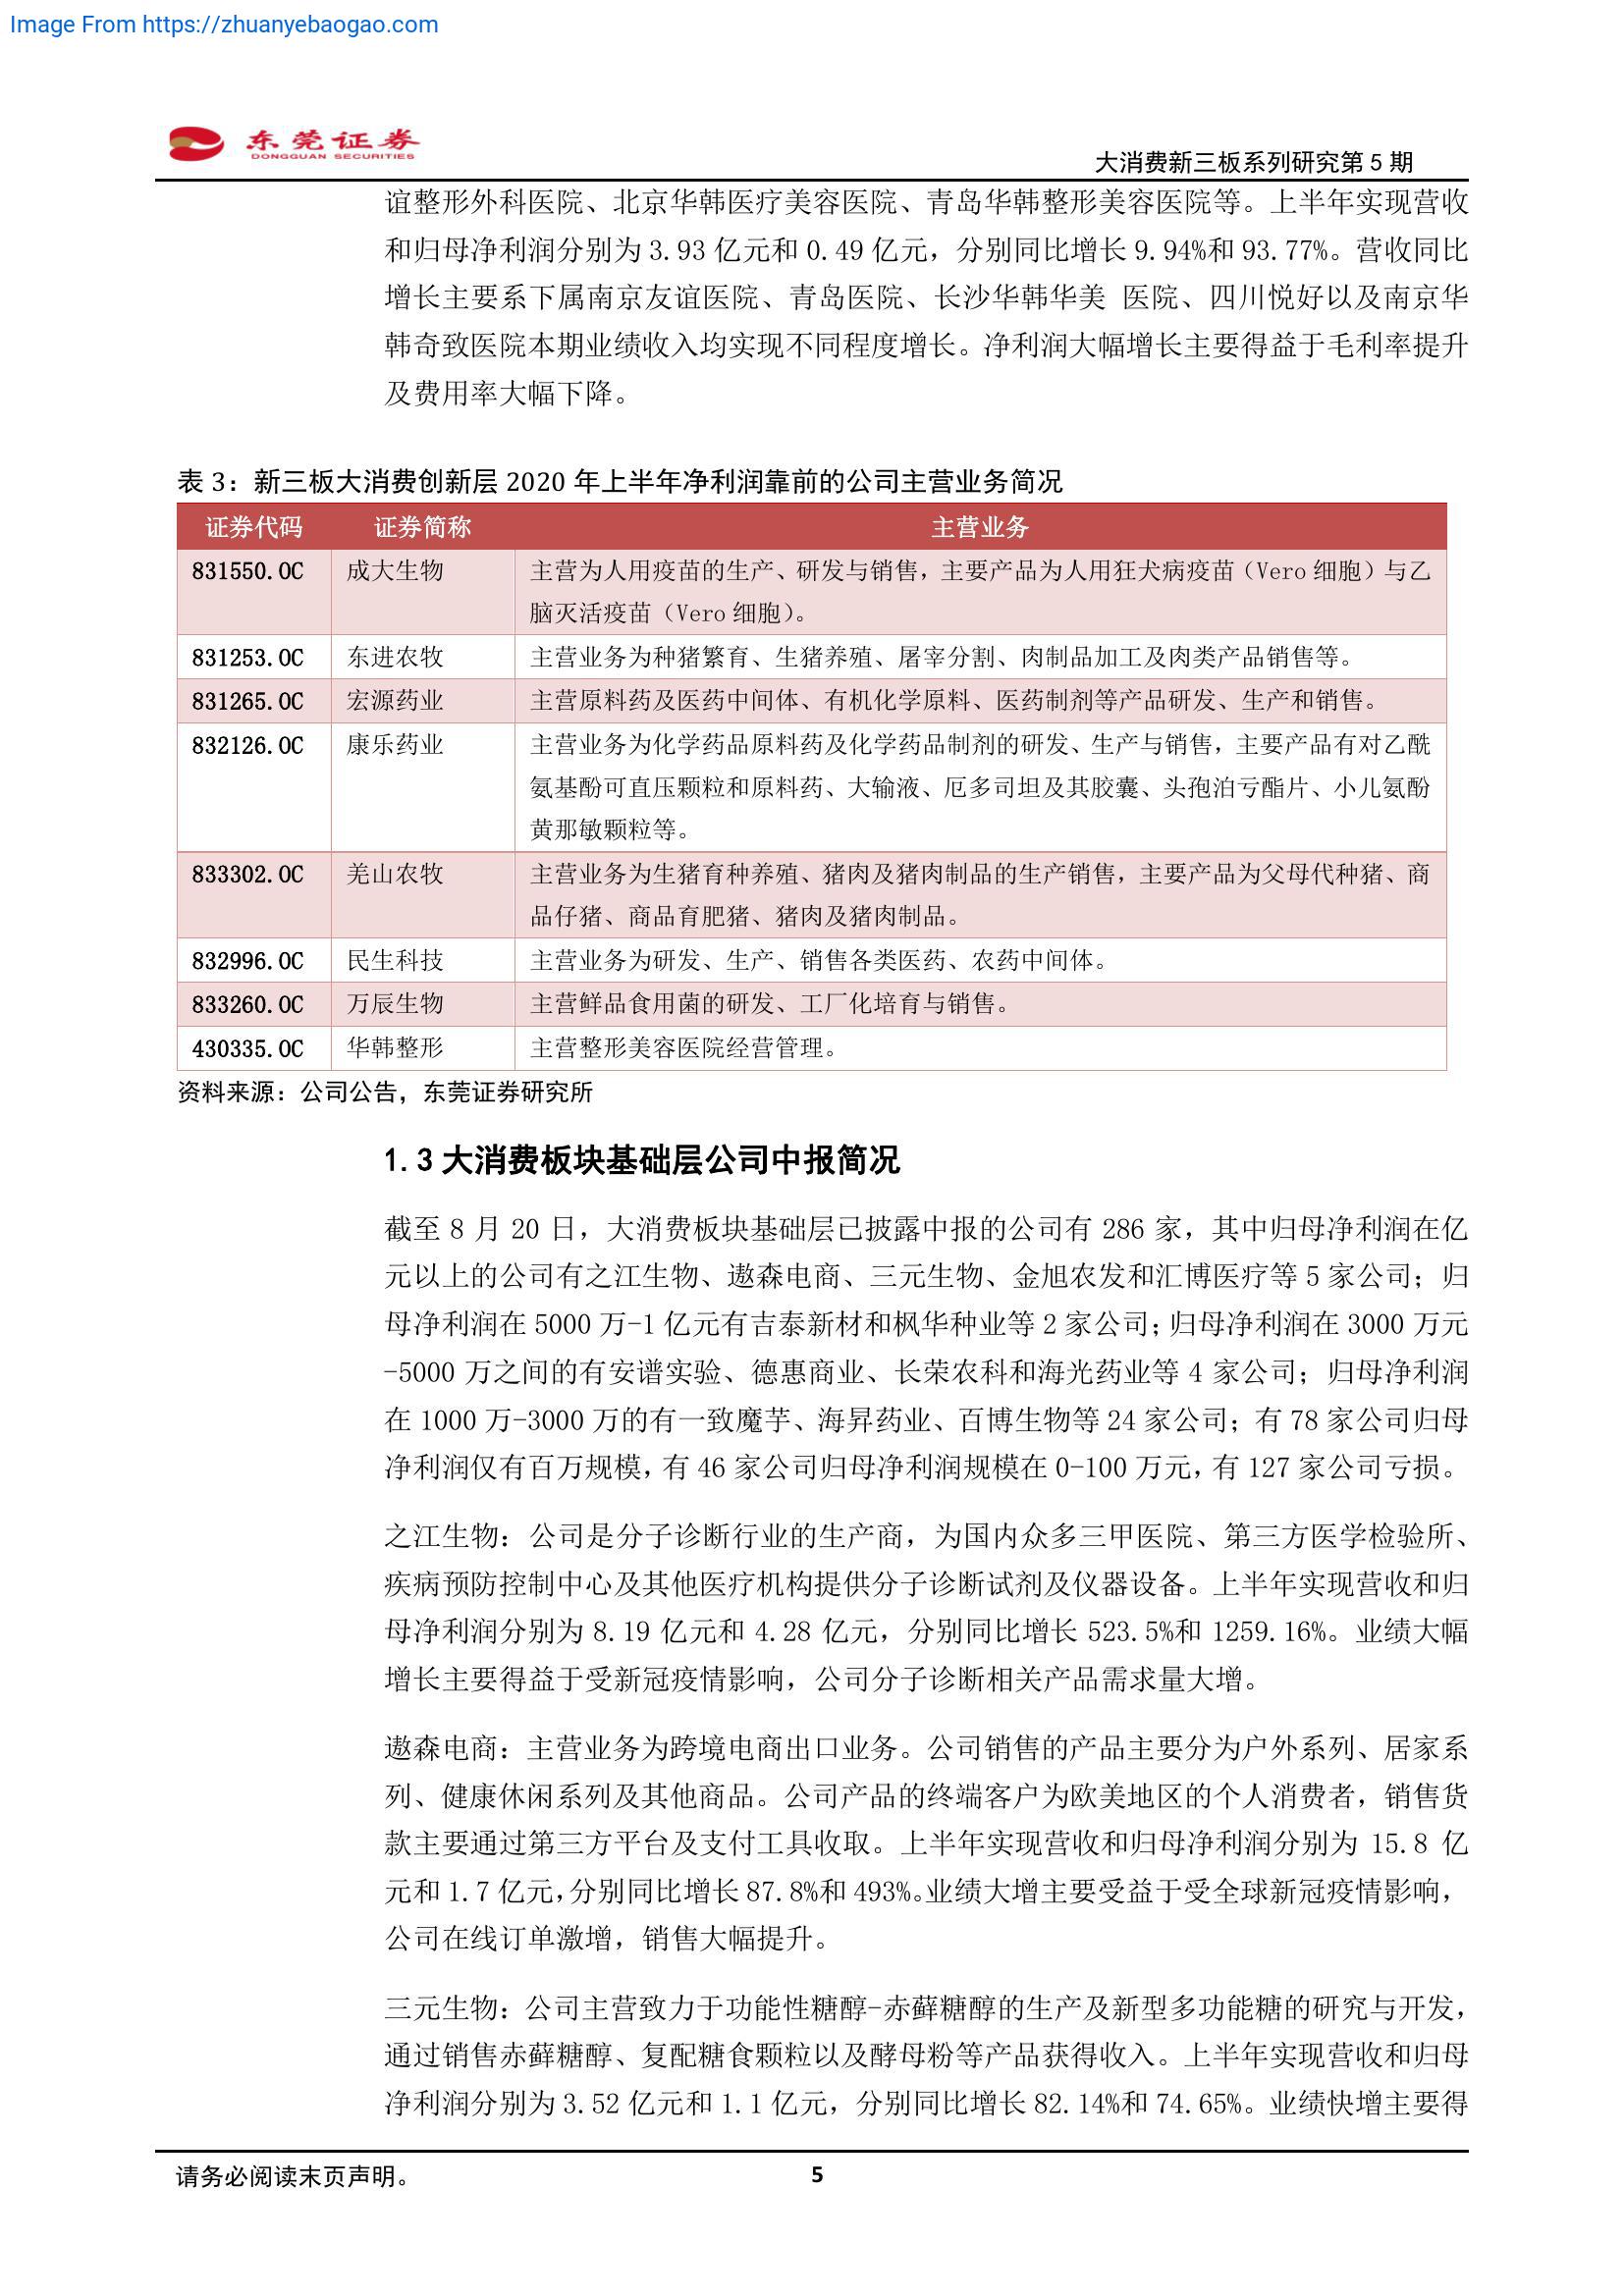 Image From https://zhuanyebaogao.com
东莞证券
DONGGUAN SECURITIES
大消费新三板系列研究第 5 期
谊整形外科医院、北京华韩医疗美容医院、青岛华韩整形美容医院等。上半年实现营收
和归母净利润分别为 3.93 亿元和 0.49 亿元，分别同比增长 9.94%和 93.77%。营收同比
增长主要系下属南京友谊医院、青岛医院、长沙华韩华美 医院、四川悦好以及南京华
韩奇致医院本期业绩收入均实现不同程度增长。净利润大幅增长主要得益于毛利率提升
及费用率大幅下降。
表 3：新三板大消费创新层 2020 年上半年净利润靠前的公司主营业务简况
证券代码 证券简称 主营业务
831550.OC 成大生物 主营为人用疫苗的生产、研发与销售，主要产品为人用狂犬病疫苗（Vero 细胞）与乙
脑灭活疫苗（Vero 细胞）。
831253.OC 东进农牧 主营业务为种猪繁育、生猪养殖、屠宰分割、肉制品加工及肉类产品销售等。
831265.OC 宏源药业 主营原料药及医药中间体、有机化学原料、医药制剂等产品研发、生产和销售。
832126.OC 康乐药业 主营业务为化学药品原料药及化学药品制剂的研发、生产与销售，主要产品有对乙酰
氨基酚可直压颗粒和原料药、大输液、厄多司坦及其胶囊、头孢泊亏酯片、小儿氨酚
黄那敏颗粒等。
833302.OC 羌山农牧 主营业务为生猪育种养殖、猪肉及猪肉制品的生产销售，主要产品为父母代种猪、商
品仔猪、商品育肥猪、猪肉及猪肉制品。
832996.OC 民生科技 主营业务为研发、生产、销售各类医药、农药中间体。
833260.OC 万辰生物 主营鲜品食用菌的研发、工厂化培育与销售。
430335.OC 华韩整形 主营整形美容医院经营管理。
资料来源：公司公告，东莞证券研究所
1.3 大消费板块基础层公司中报简况
截至 8 月 20 日，大消费板块基础层已披露中报的公司有 286 家，其中归母净利润在亿
元以上的公司有之江生物、遨森电商、三元生物、金旭农发和汇博医疗等 5 家公司；归
母净利润在 5000 万-1 亿元有吉泰新材和枫华种业等 2 家公司；归母净利润在 3000 万元
-5000 万之间的有安谱实验、德惠商业、长荣农科和海光药业等 4 家公司；归母净利润
在 1000 万-3000 万的有一致魔芋、海昇药业、百博生物等 24 家公司；有 78 家公司归母
净利润仅有百万规模，有 46 家公司归母净利润规模在 0-100 万元，有 127 家公司亏损。
之江生物：公司是分子诊断行业的生产商，为国内众多三甲医院、第三方医学检验所、
疾病预防控制中心及其他医疗机构提供分子诊断试剂及仪器设备。上半年实现营收和归
母净利润分别为 8.19 亿元和 4.28 亿元，分别同比增长 523.5%和 1259.16%。业绩大幅
增长主要得益于受新冠疫情影响，公司分子诊断相关产品需求量大增。
遨森电商：主营业务为跨境电商出口业务。公司销售的产品主要分为户外系列、居家系
列、健康休闲系列及其他商品。公司产品的终端客户为欧美地区的个人消费者，销售货
款主要通过第三方平台及支付工具收取。上半年实现营收和归母净利润分别为 15.8 亿
元和 1.7 亿元，分别同比增长 87.8%和 493%。业绩大增主要受益于受全球新冠疫情影响，
公司在线订单激增，销售大幅提升。
三元生物：公司主营致力于功能性糖醇-赤藓糖醇的生产及新型多功能糖的研究与开发，
通过销售赤藓糖醇、复配糖食颗粒以及酵母粉等产品获得收入。上半年实现营收和归母
净利润分别为 3.52 亿元和 1.1 亿元，分别同比增长 82.14%和 74.65%。业绩快增主要得
请务必阅读末页声明。
5